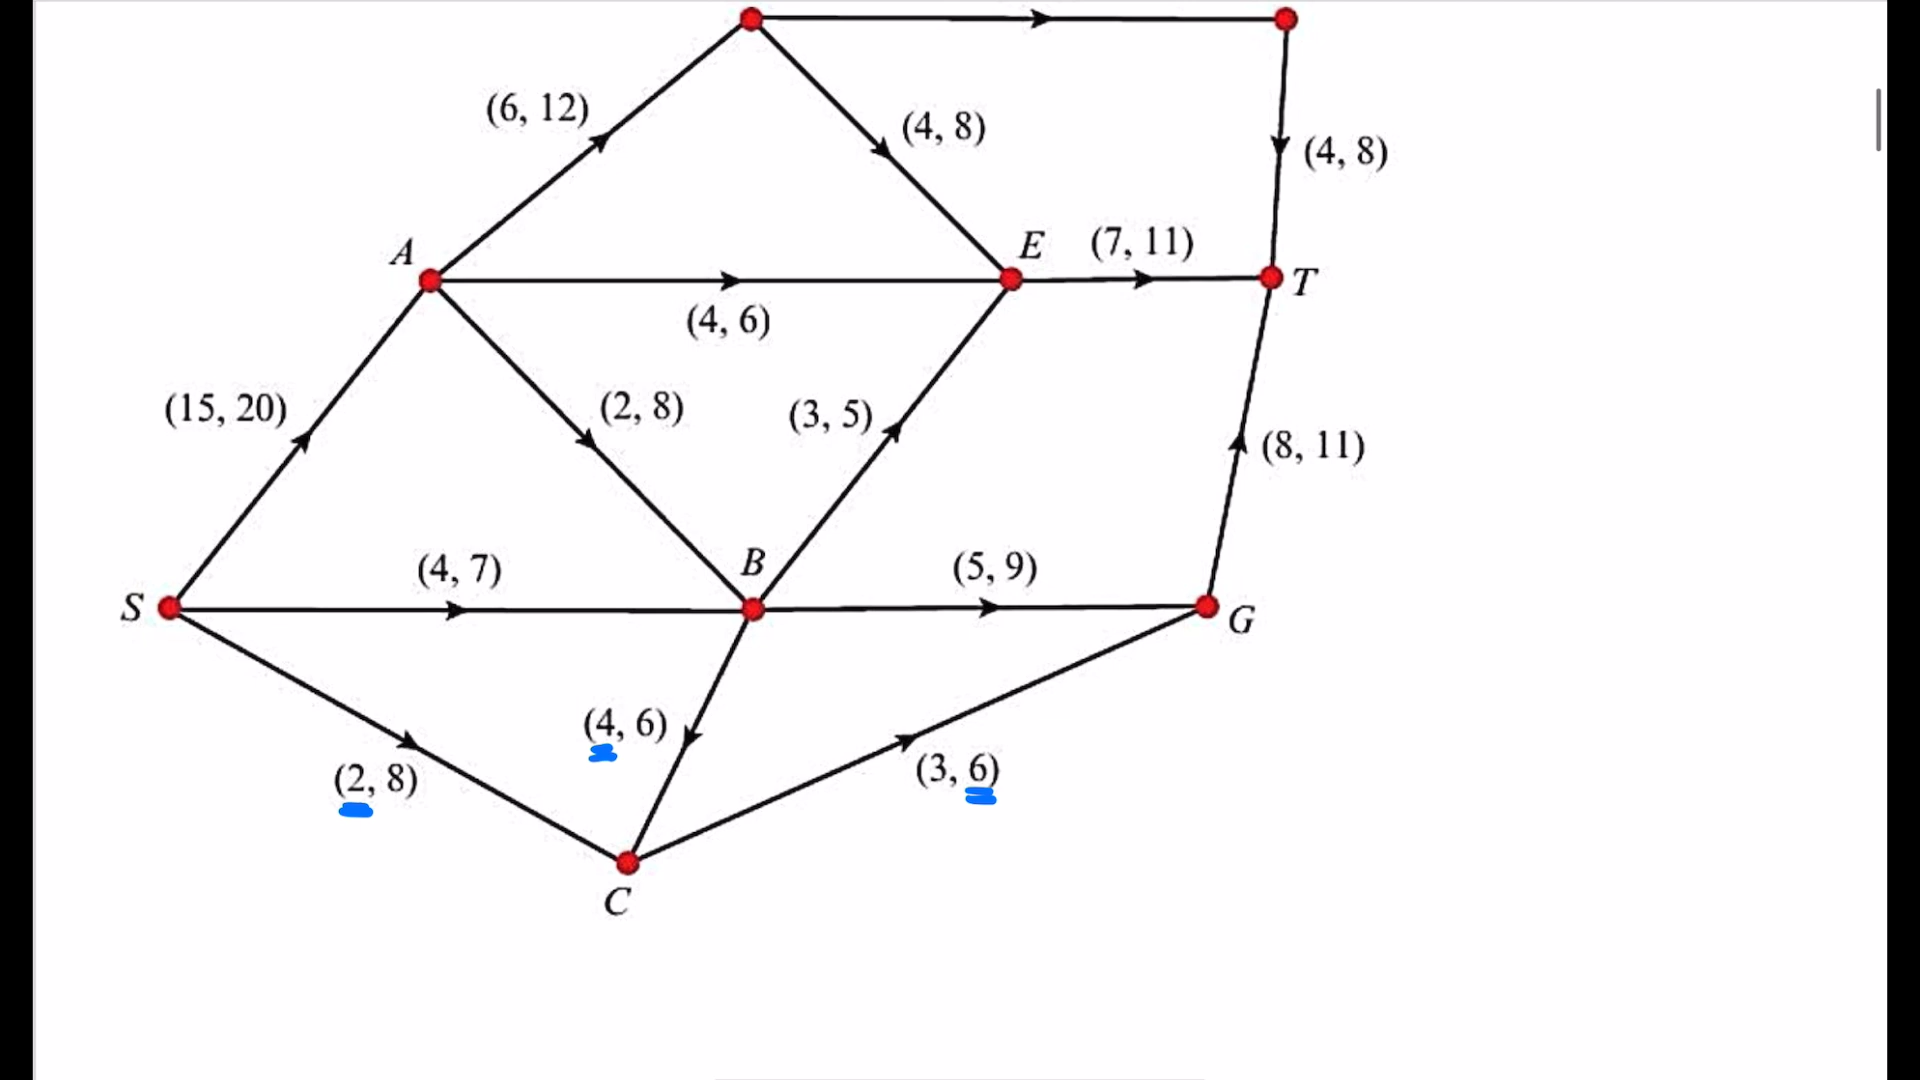 (6, 12)
(4, 8)
(4, 8)
A
E
(7, 11)
T
(4, 6)
(15, 20)
(2, 8)
(3, 5)
(8, 11)
S
(4, 7)
B
(5, 9)
G
(4, 6)
(2, 8)
(3, 6)
C